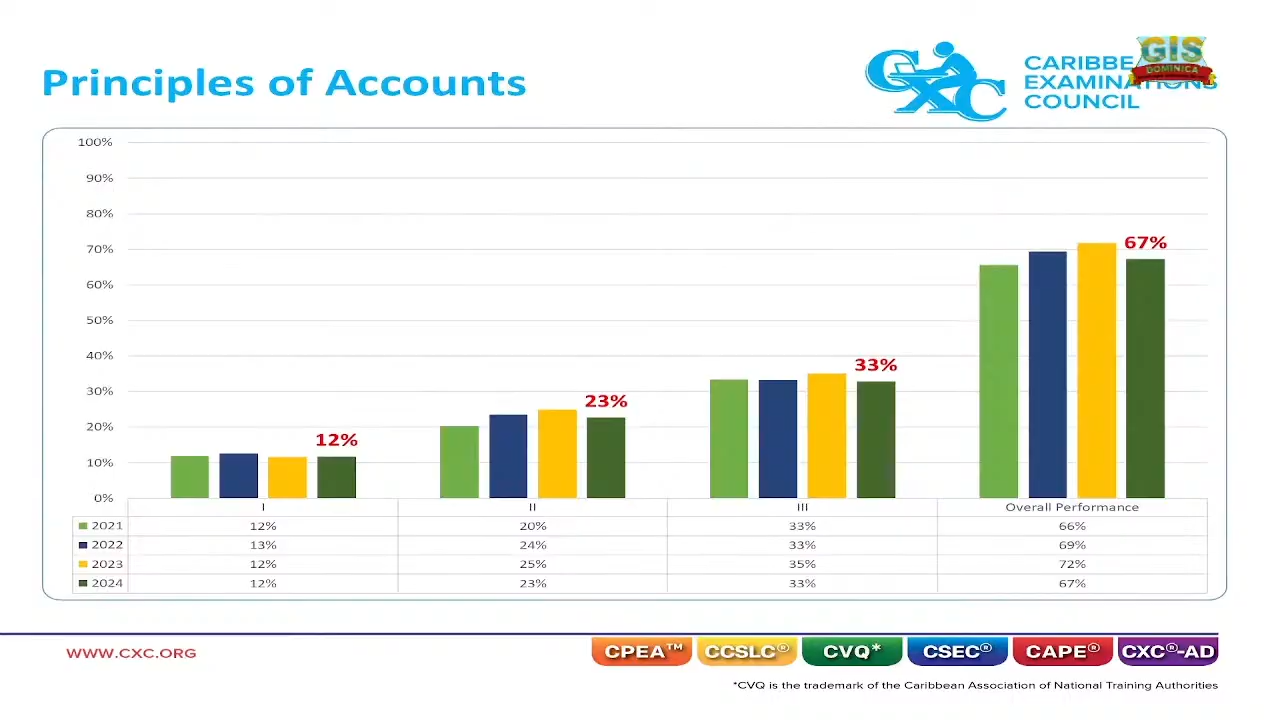 Principles of Accounts
CXC
CARIBBE
EXAMINATIONS
COUNCIL
GIS
DOMINICA
100%
90%
80%
70%
60%
50%
40%
30%
20%
10%
0%
12%
23%
33%
67%
I II III Overall Performance
2021 12% 20% 33% 66%
2022 13% 24% 33% 69%
2023 12% 25% 35% 72%
2024 12% 23% 33% 67%
WWW.CXC.ORG
CPEA™ CCSLC® CVQ* CSEC® CAPE® CXC®-AD
*CVQ is the trademark of the Caribbean Association of National Training Authorities